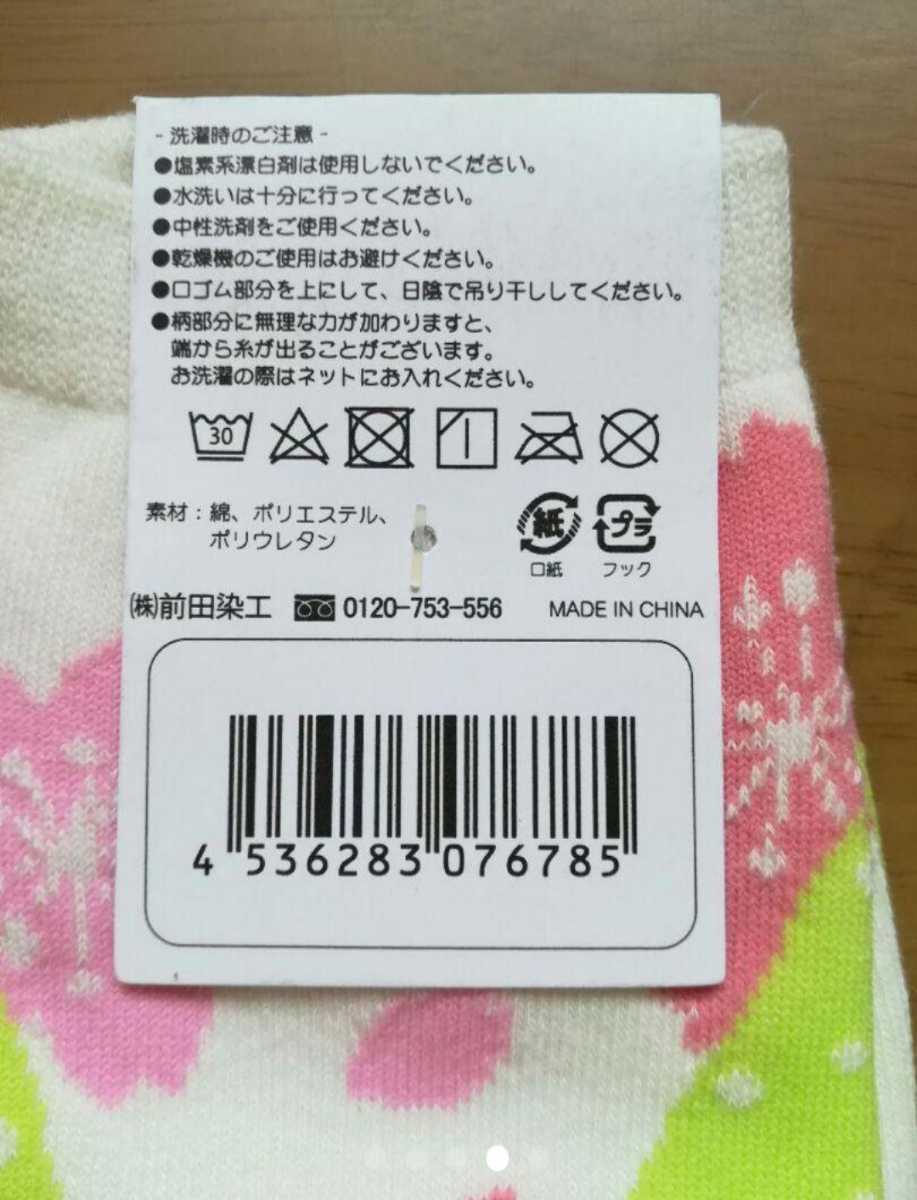 - 洗濯時のご注意 -
●塩素系漂白剤は使用しないでください。
●水洗いは十分に行ってください。
●中性洗剤をご使用ください。
●乾燥機のご使用はお避けください。
●口ゴム部分を上にして、日陰で吊り干ししてください。
●柄部分に無理な力が加わりますと、
端から糸が出ることがございます。
お洗濯の際はネットにお入れください。
30
素材：綿、ポリエステル、
ポリウレタン
紙 プラ
口紙 フック
㈱前田染工 0120-753-556 MADE IN CHINA
4 536283 076785